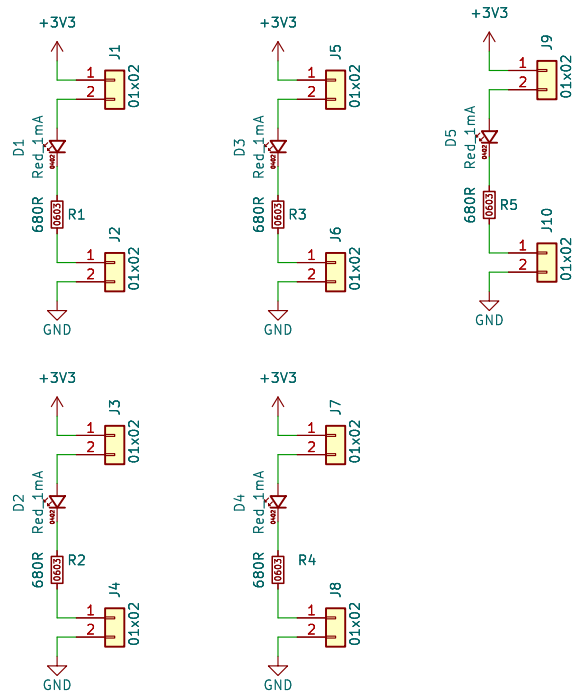 +3V3
J1
1
2
01x02
D1
Red_1mA
0402
680R
0603
R1
J2
1
2
01x02
GND
+3V3
J5
1
2
01x02
D3
Red_1mA
0402
680R
0603
R3
J6
1
2
01x02
GND
+3V3
J9
1
2
01x02
D5
Red_1mA
0402
680R
0603
R5
J10
1
2
01x02
GND
+3V3
J3
1
2
01x02
D2
Red_1mA
0402
680R
0603
R2
J4
1
2
01x02
GND
+3V3
J7
1
2
01x02
D4
Red_1mA
0402
680R
0603
R4
J8
1
2
01x02
GND